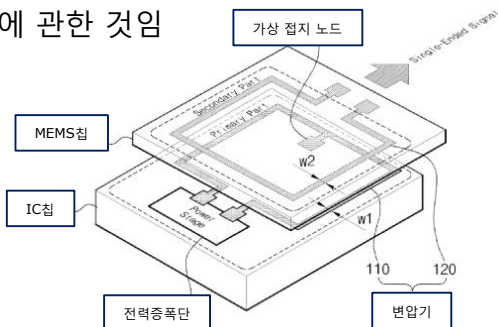 에 관한 것임
가상 접지 노드
Single-Ended Signal
Secondary Part
Primary Part
MEMS칩
w2
IC칩
Power
Stage
w1
110
120
전력증폭단
변압기